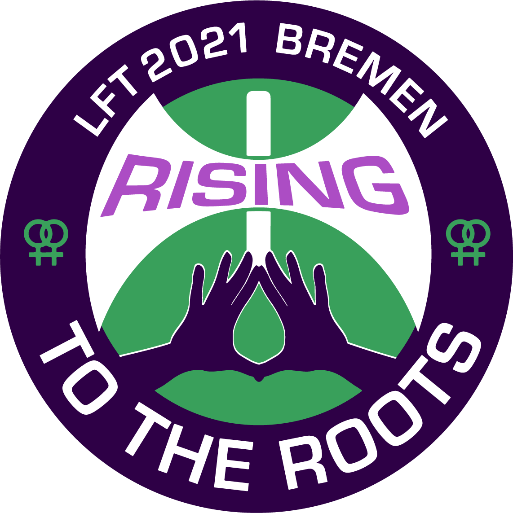 LFT 2021 BREMEN
RISING
TO THE ROOTS